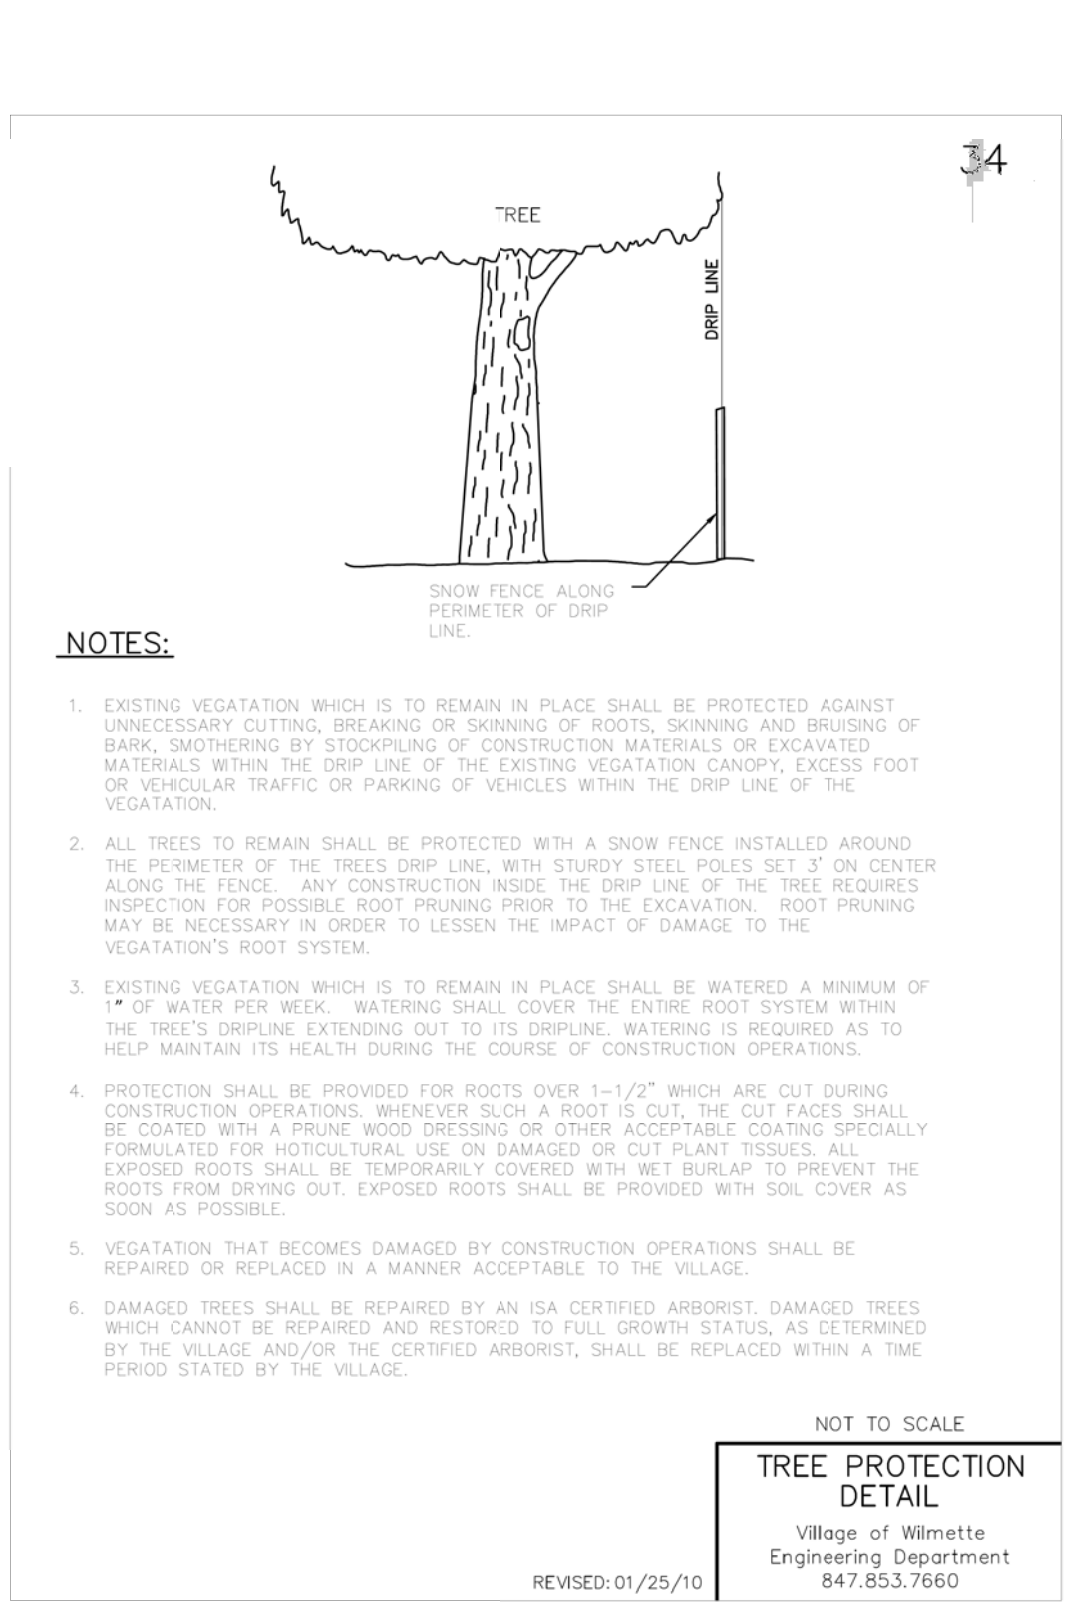 34
TREE
DRIP LINE
SNOW FENCE ALONG
PERIMETER OF DRIP
LINE.
NOTES:
1. EXISTING VEGATATION WHICH IS TO REMAIN IN PLACE SHALL BE PROTECTED AGAINST
UNNECESSARY CUTTING, BREAKING OR SKINNING OF ROOTS, SKINNING AND BRUISING OF
BARK, SMOTHERING BY STOCKPILING OF CONSTRUCTION MATERIALS OR EXCAVATED
MATERIALS WITHIN THE DRIP LINE OF THE EXISTING VEGATATION CANOPY, EXCESS FOOT
OR VEHICULAR TRAFFIC OR PARKING OF VEHICLES WITHIN THE DRIP LINE OF THE
VEGATATION.
2. ALL TREES TO REMAIN SHALL BE PROTECTED WITH A SNOW FENCE INSTALLED AROUND
THE PERIMETER OF THE TREES DRIP LINE, WITH STURDY STEEL POLES SET 3' ON CENTER
ALONG THE FENCE. ANY CONSTRUCTION INSIDE THE DRIP LINE OF THE TREE REQUIRES
INSPECTION FOR POSSIBLE ROOT PRUNING PRIOR TO THE EXCAVATION. ROOT PRUNING
MAY BE NECESSARY IN ORDER TO LESSEN THE IMPACT OF DAMAGE TO THE
VEGATATION'S ROOT SYSTEM.
3. EXISTING VEGATATION WHICH IS TO REMAIN IN PLACE SHALL BE WATERED A MINIMUM OF
1" OF WATER PER WEEK. WATERING SHALL COVER THE ENTIRE ROOT SYSTEM WITHIN
THE TREE'S DRIPLINE EXTENDING OUT TO ITS DRIPLINE. WATERING IS REQUIRED AS TO
HELP MAINTAIN ITS HEALTH DURING THE COURSE OF CONSTRUCTION OPERATIONS.
4. PROTECTION SHALL BE PROVIDED FOR ROOTS OVER 1-1/2" WHICH ARE CUT DURING
CONSTRUCTION OPERATIONS. WHENEVER SUCH A ROOT IS CUT, THE CUT FACES SHALL
BE COATED WITH A PRUNE WOOD DRESSING OR OTHER ACCEPTABLE COATING SPECIALLY
FORMULATED FOR HOTICULTURAL USE ON DAMAGED OR CUT PLANT TISSUES. ALL
EXPOSED ROOTS SHALL BE TEMPORARILY COVERED WITH WET BURLAP TO PREVENT THE
ROOTS FROM DRYING OUT. EXPOSED ROOTS SHALL BE PROVIDED WITH SOIL COVER AS
SOON AS POSSIBLE.
5. VEGATATION THAT BECOMES DAMAGED BY CONSTRUCTION OPERATIONS SHALL BE
REPAIRED OR REPLACED IN A MANNER ACCEPTABLE TO THE VILLAGE.
6. DAMAGED TREES SHALL BE REPAIRED BY AN ISA CERTIFIED ARBORIST. DAMAGED TREES
WHICH CANNOT BE REPAIRED AND RESTORED TO FULL GROWTH STATUS, AS DETERMINED
BY THE VILLAGE AND/OR THE CERTIFIED ARBORIST, SHALL BE REPLACED WITHIN A TIME
PERIOD STATED BY THE VILLAGE.
NOT TO SCALE
TREE PROTECTION
DETAIL
Village of Wilmette
Engineering Department
847.853.7660
REVISED: 01/25/10